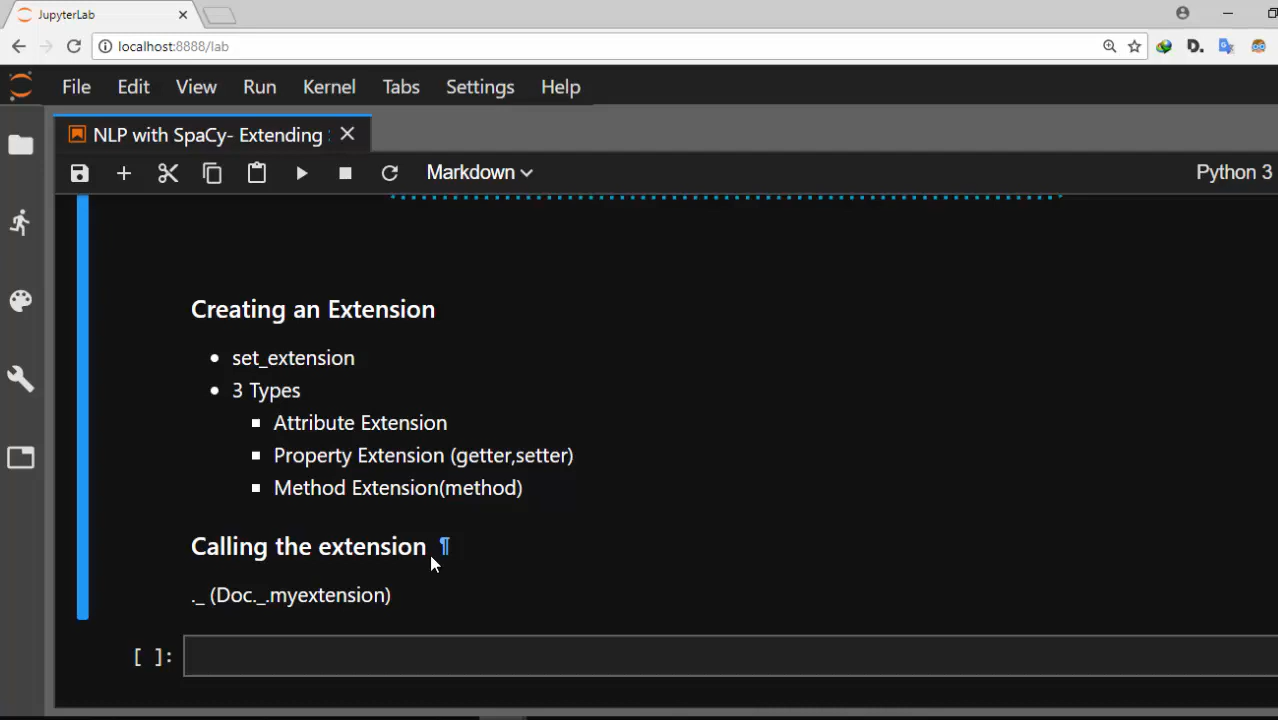 JupyterLab
localhost:8888/lab
D.
File Edit View Run Kernel Tabs Settings Help
NLP with SpaCy- Extending
Markdown
Python 3
Creating an Extension
• set_extension
• 3 Types
▪ Attribute Extension
▪ Property Extension (getter,setter)
▪ Method Extension(method)
Calling the extension ¶
._ (Doc._.myextension)
[ ]: